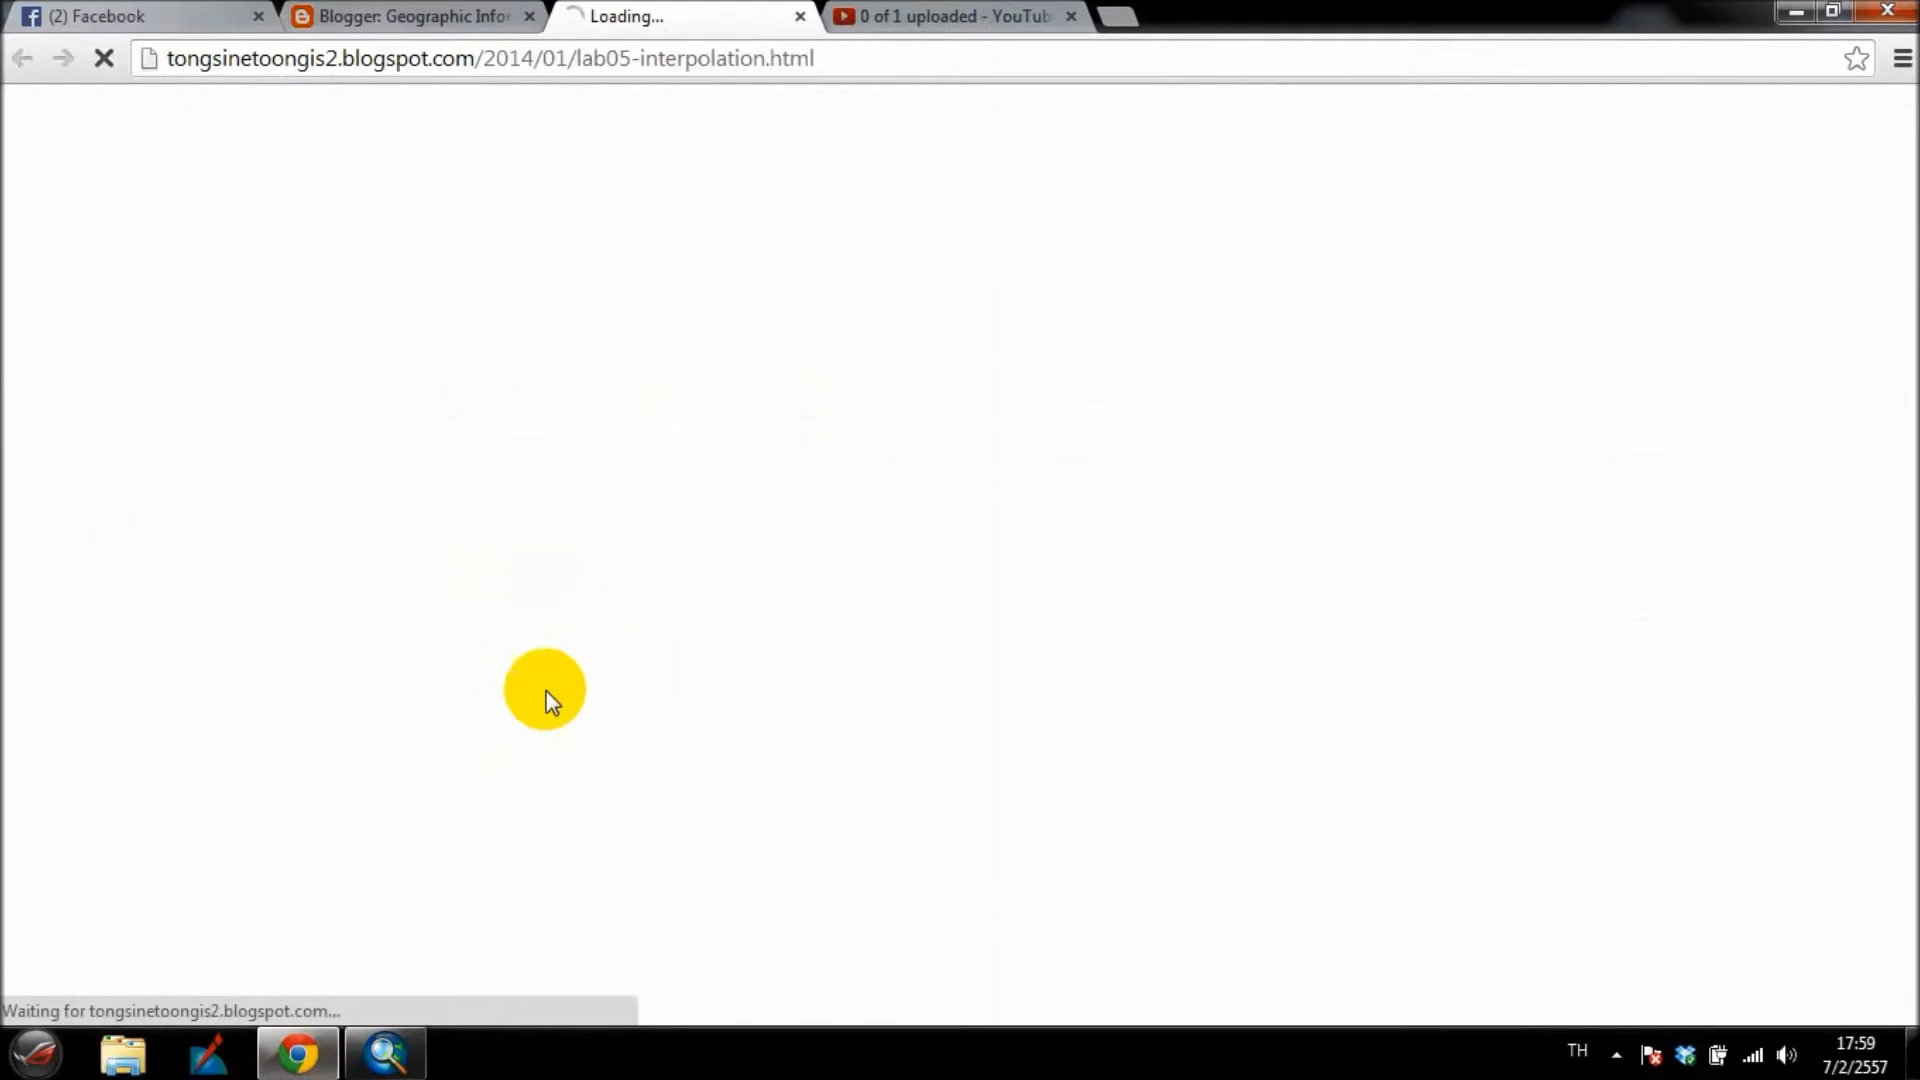 (2) Facebook
Blogger: Geographic Infor
Loading...
0 of 1 uploaded - YouTub
tongsinetoongis2.blogspot.com/2014/01/lab05-interpolation.html
Waiting for tongsinetoongis2.blogspot.com...
TH
17:59
7/2/2557